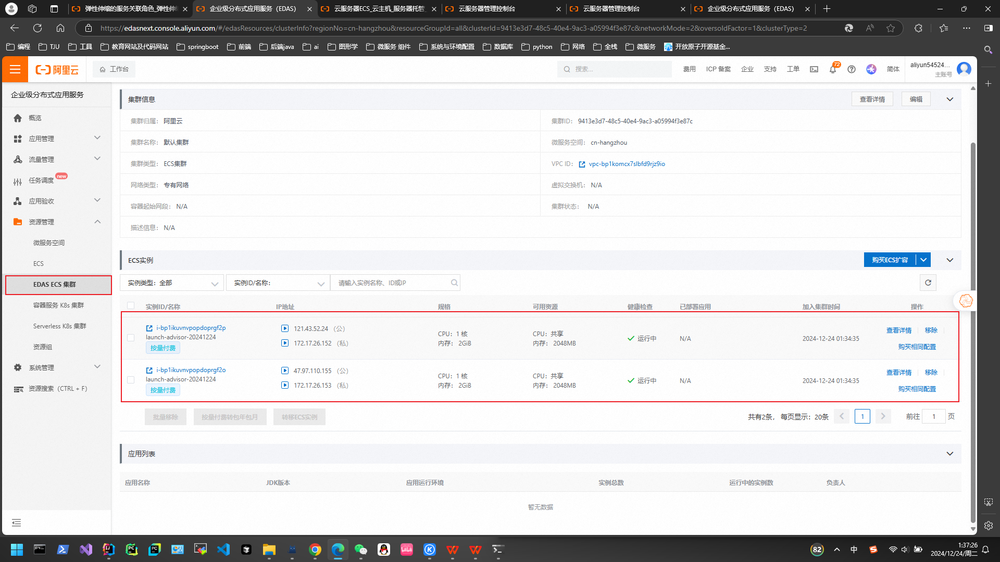 弹性伸缩的服务关联角色_弹性伸
企业级分布式应用服务（EDAS）
云服务器ECS_云主机_服务器托管
云服务器管理控制台
云服务器管理控制台
企业级分布式应用服务（EDAS）
https://edasnext.console.aliyun.com/#/edasResources/clusterInfo?regionNo=cn-hangzhou&resourceGroupId=all&clusterId=9413e3d7-48c5-40e4-9ac3-a05994f3e87c&networkMode=2&oversoldFactor=1&clusterType=2
编程 TJU 工具 教育网站及代码网站 springboot 前端 后端java ai 图形学 微服务 组件 系统与环境配置 数据库 python 网络 全栈 微服务 开放原子开源基金...
阿里云 工作台 搜索... 费用 ICP 备案 企业 支持 工单 72 简体 aliyun54524...
主账号
企业级分布式应用服务
概览
应用管理
流量管理
任务调度 new
应用验收
资源管理
微服务空间
ECS
EDAS ECS 集群
容器服务 K8s 集群
Serverless K8s 集群
资源组
系统管理
资源搜索（CTRL + F）
集群信息 查看详情 编辑
集群归属： 阿里云 集群ID： 9413e3d7-48c5-40e4-9ac3-a05994f3e87c
集群名称： 默认集群 微服务空间： cn-hangzhou
集群类型： ECS集群 VPC ID： vpc-bp1komcx7slbfd9rjz9io
网络类型： 专有网络 虚拟交换机： N/A
容器起始网段： N/A 集群状态： N/A
描述信息： N/A
ECS实例 购买ECS扩容
实例类型：全部 实例ID/名称： 请输入实例名称、ID或IP
实例ID/名称 IP地址 规格 可用资源 健康检查 已部署应用 加入集群时间 操作
i-bp1ikuvnvpopdoprgf2p
launch-advisor-20241224
按量付费
121.43.52.24 （公）
172.17.26.152 （私）
CPU：1 核
内存： 2GiB
CPU：共享
内存： 2048MB
运行中
N/A
2024-12-24 01:34:35
查看详情 移除
购买相同配置
i-bp1ikuvnvpopdoprgf2o
launch-advisor-20241224
按量付费
47.97.110.155 （公）
172.17.26.153 （私）
CPU：1 核
内存： 2GiB
CPU：共享
内存： 2048MB
运行中
N/A
2024-12-24 01:34:35
查看详情 移除
购买相同配置
批量移除 按量付费转包年包月 转移ECS实例 共有2条， 每页显示：20条 1 前往 1 页
应用列表
应用名称 JDK版本 应用运行环境 实例总数 运行中的实例数 负责人
暂无数据
82 中 1:37:26
2024/12/24/周二